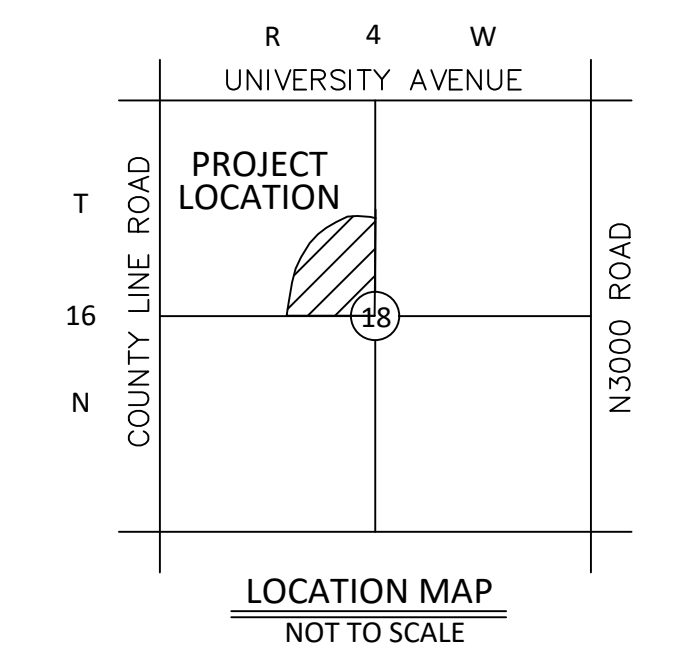 R 4 W
UNIVERSITY AVENUE
PROJECT
LOCATION
T
16
N
COUNTY LINE ROAD
18
N3000 ROAD
LOCATION MAP
NOT TO SCALE